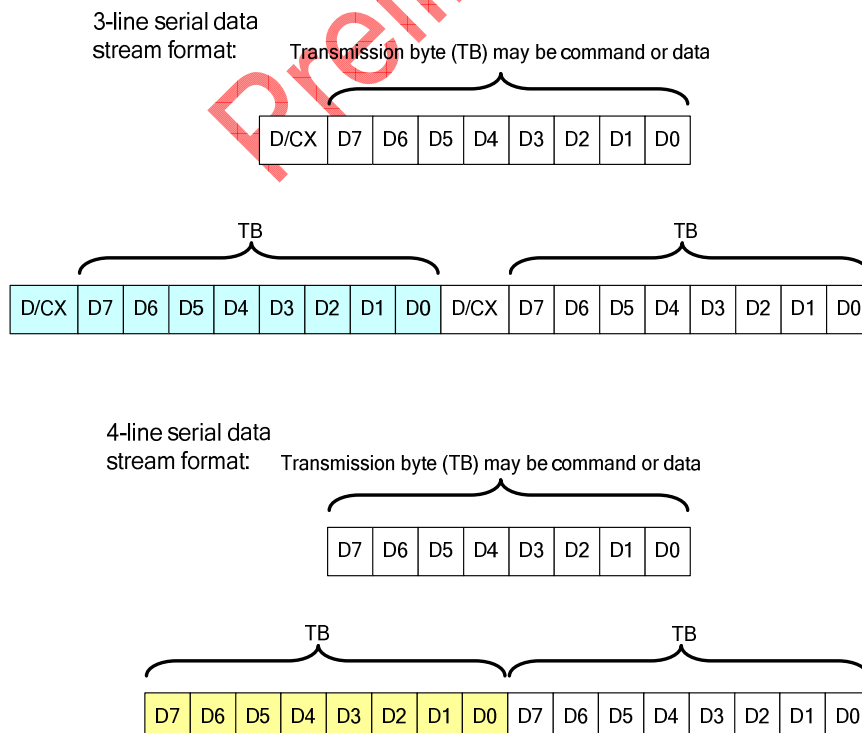 3-line serial data
stream format:
Transmission byte (TB) may be command or data
D/CX D7 D6 D5 D4 D3 D2 D1 D0
TB TB
D/CX D7 D6 D5 D4 D3 D2 D1 D0 D/CX D7 D6 D5 D4 D3 D2 D1 D0
4-line serial data
stream format:
Transmission byte (TB) may be command or data
D7 D6 D5 D4 D3 D2 D1 D0
TB TB
D7 D6 D5 D4 D3 D2 D1 D0 D7 D6 D5 D4 D3 D2 D1 D0